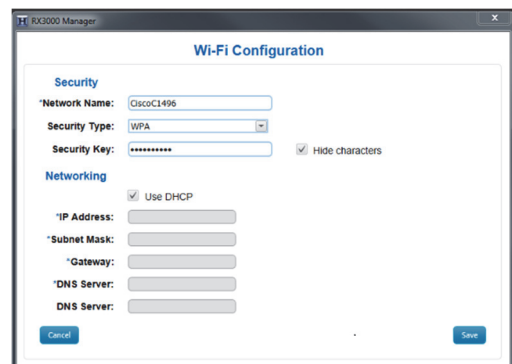 RX3000 Manager
Wi-Fi Configuration
Security
*Network Name: CiscoC1496
Security Type: WPA
Security Key: •••••••••• Hide characters
Networking
Use DHCP
*IP Address:
*Subnet Mask:
*Gateway:
*DNS Server:
DNS Server:
Cancel Save